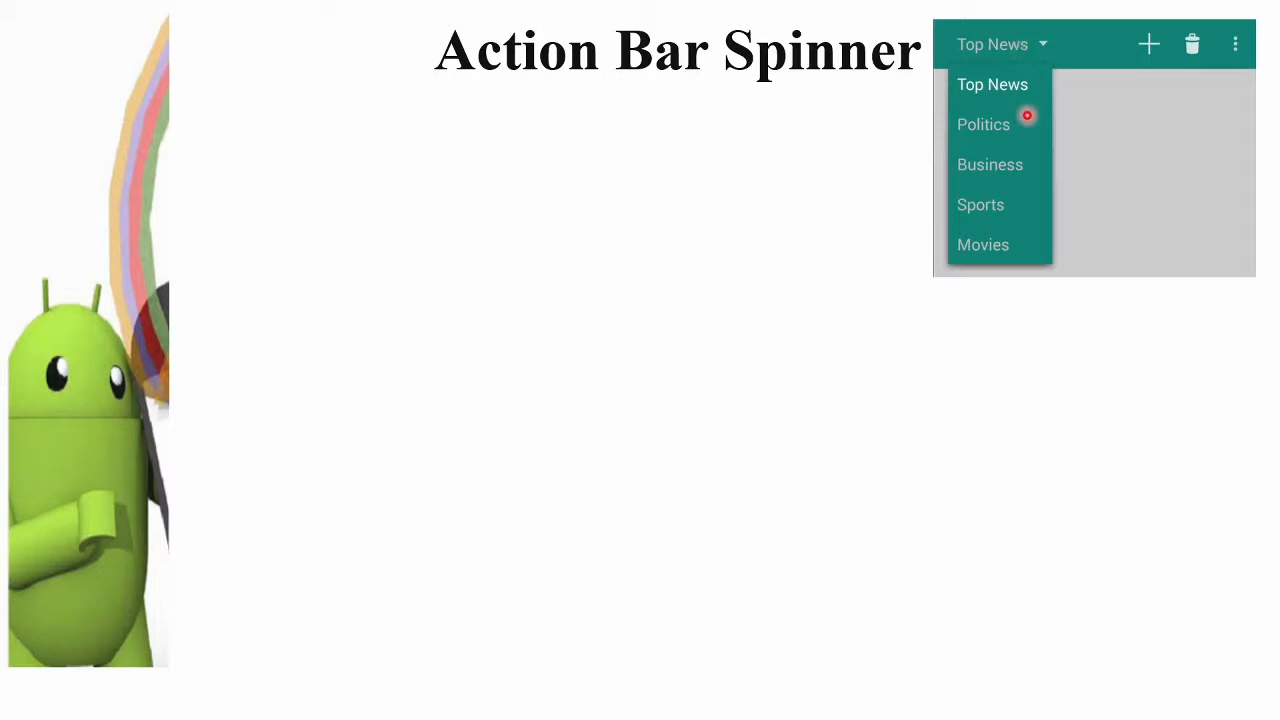 Action Bar Spinner
Top News
Top News
Politics
Business
Sports
Movies